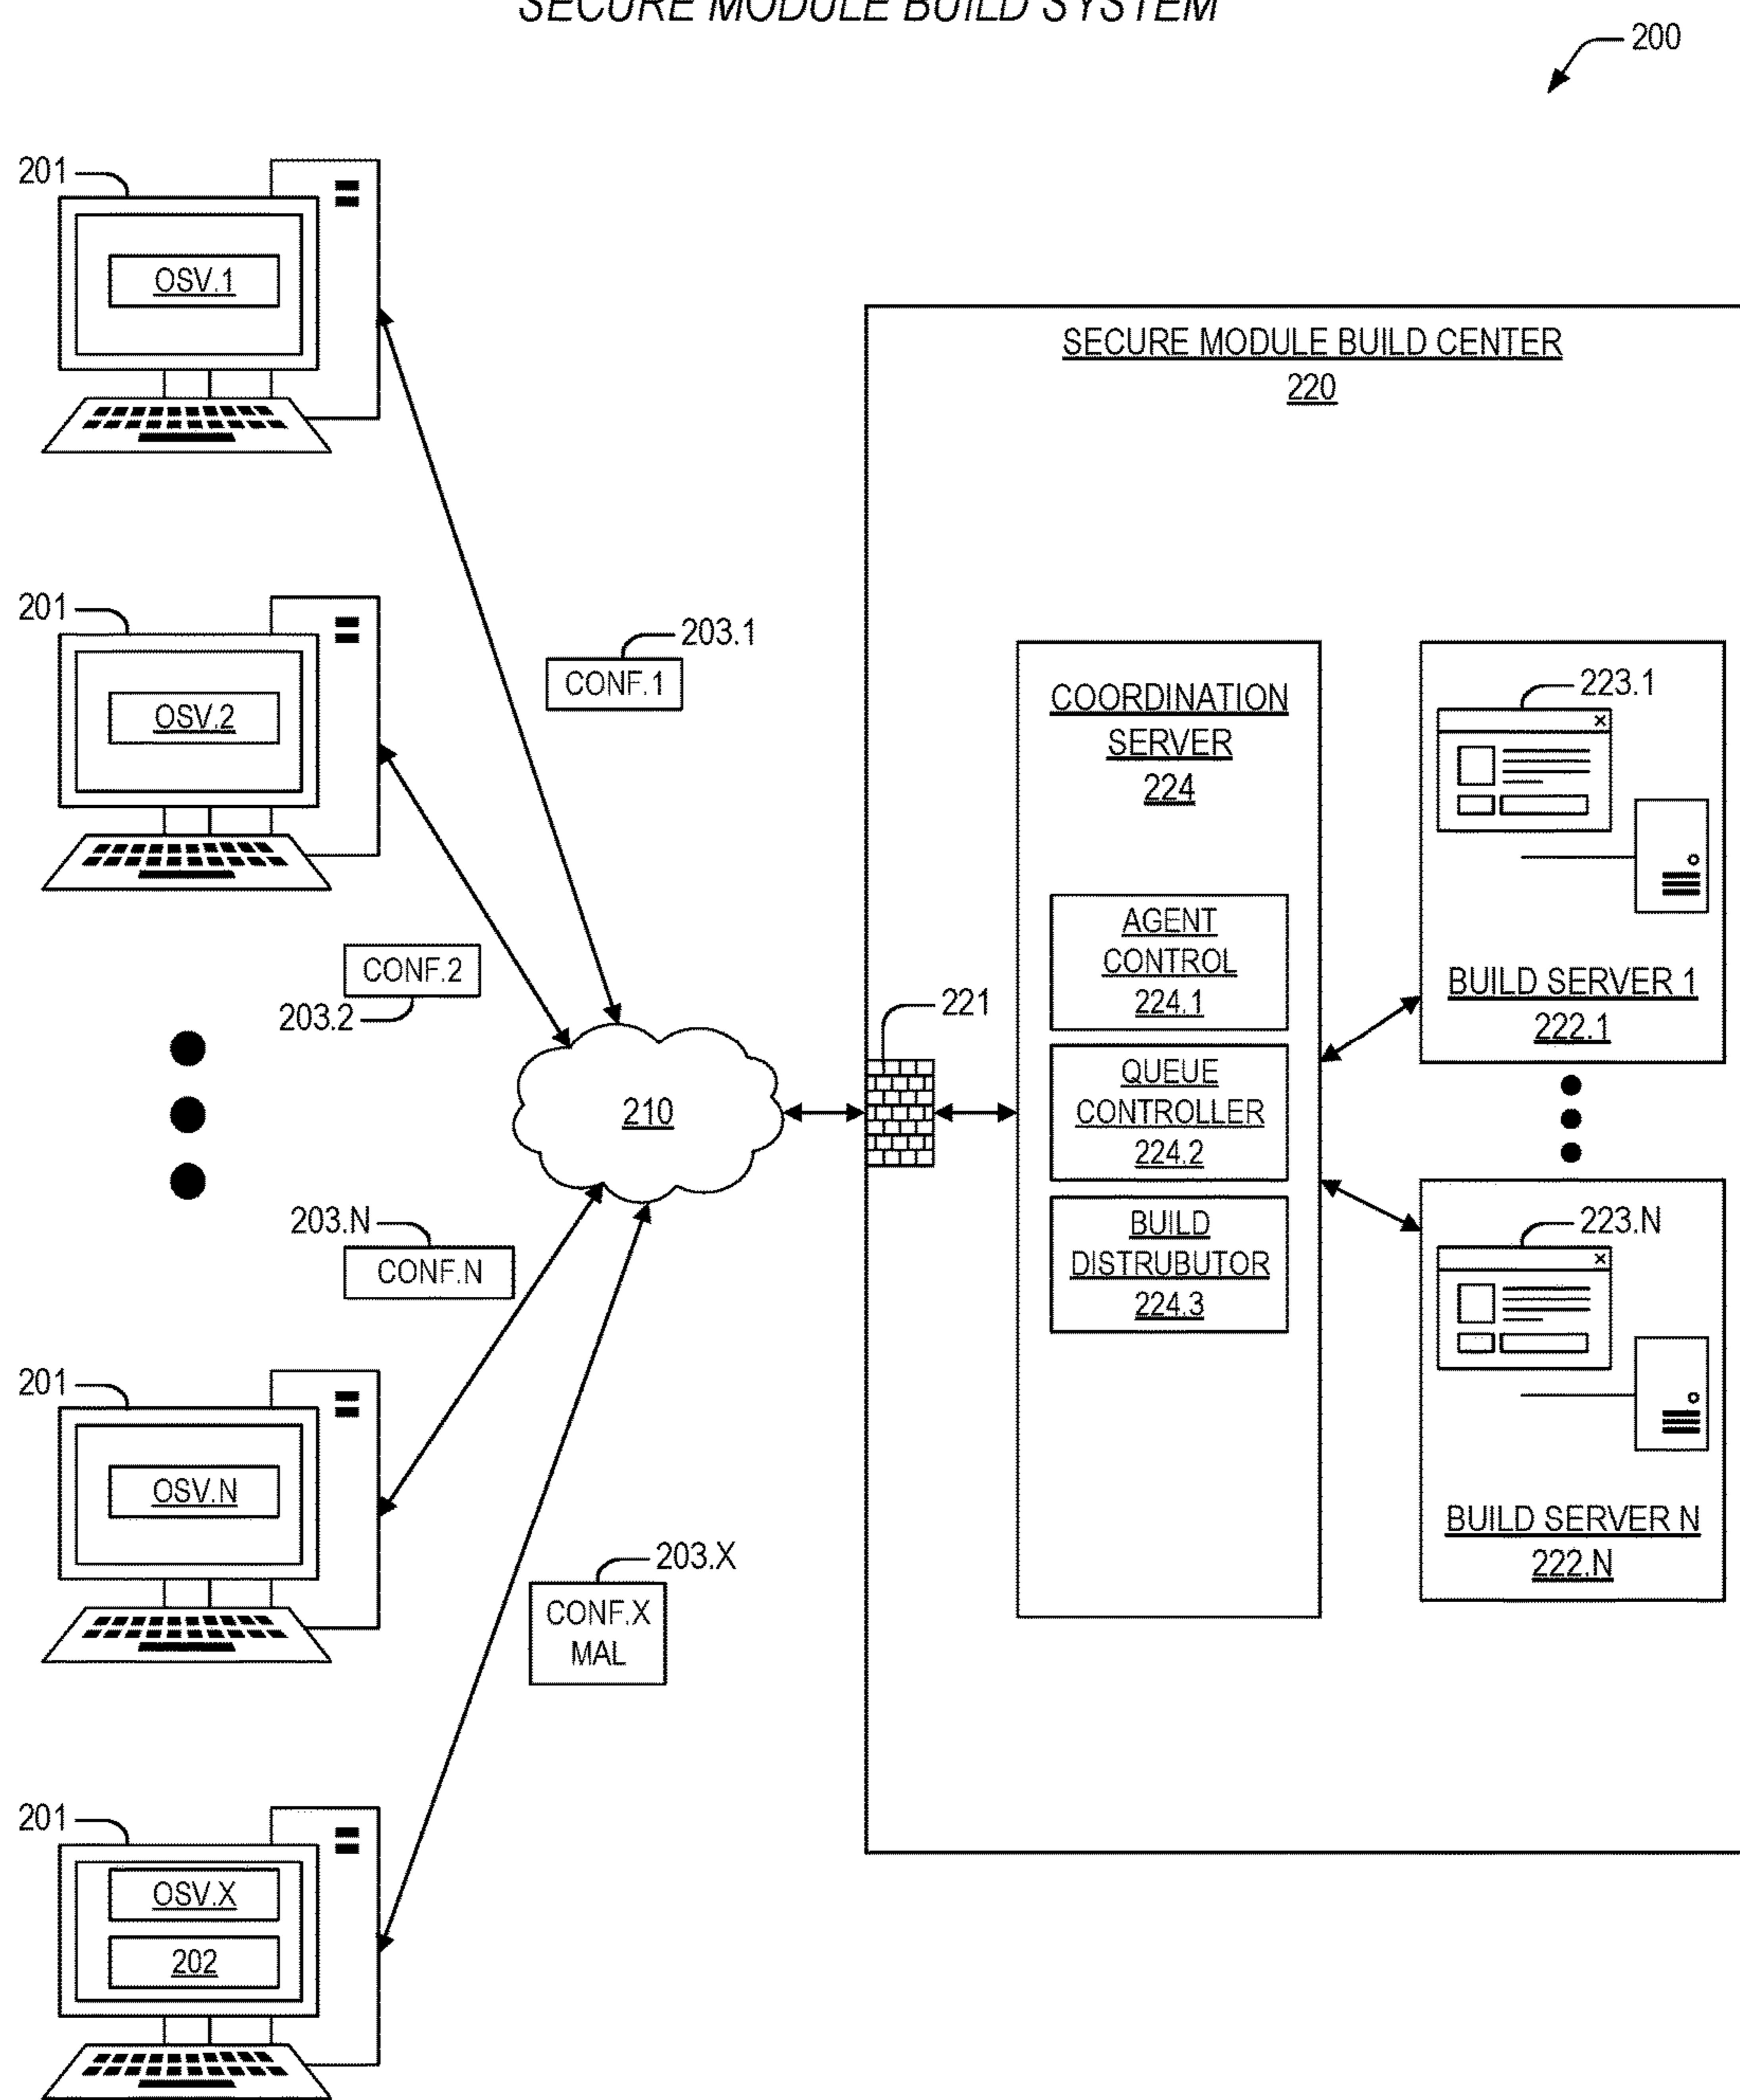 SECURE MODULE BUILD SYSTEM
200
201
OSV.1
SECURE MODULE BUILD CENTER
220
201
OSV.2
203.1
CONF.1
CONF.2
203.2
210
221
COORDINATION
SERVER
224
AGENT
CONTROL
224.1
QUEUE
CONTROLLER
224.2
BUILD
DISTRUBUTOR
224.3
223.1
BUILD SERVER 1
222.1
223.N
BUILD SERVER N
222.N
203.N
CONF.N
201
OSV.N
203.X
CONF.X
MAL
201
OSV.X
202